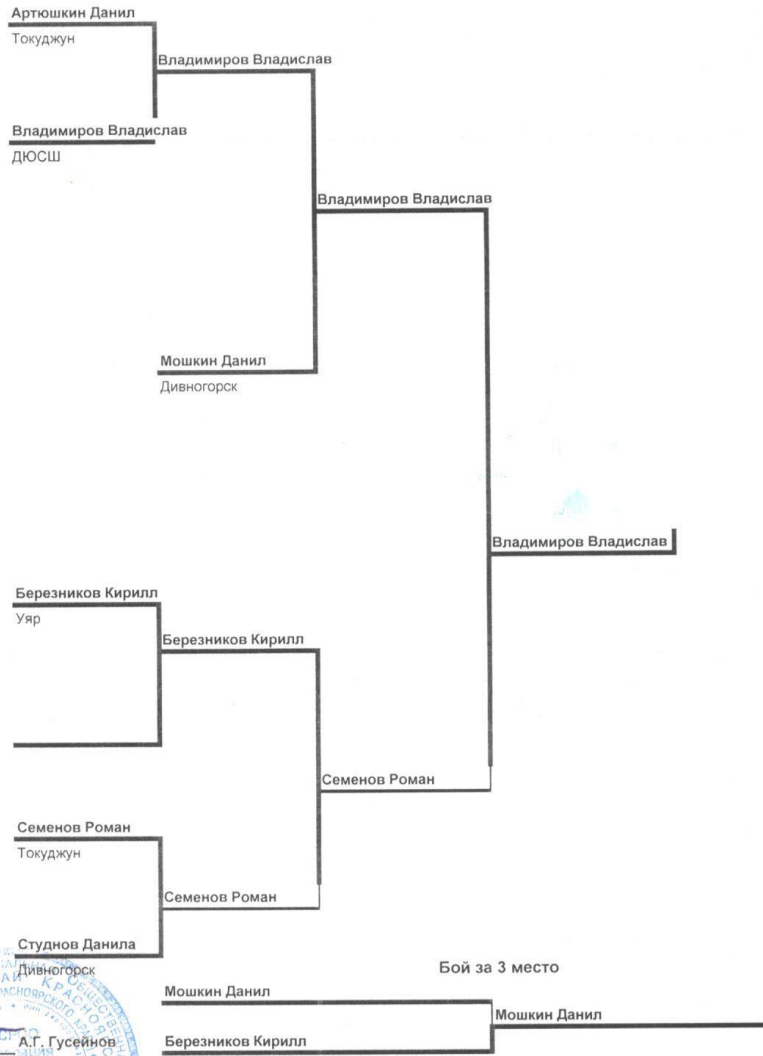 Артюшкин Данил
Токуджун
Владимиров Владислав
Владимиров Владислав
ДЮСШ
Владимиров Владислав
Мошкин Данил
Дивногорск
Владимиров Владислав
Березников Кирилл
Уяр
Березников Кирилл
Семенов Роман
Семенов Роман
Токуджун
Семенов Роман
Студнов Данила
Дивногорск
Бой за 3 место
Мошкин Данил
Мошкин Данил
А.Г. Гусейнов
Березников Кирилл